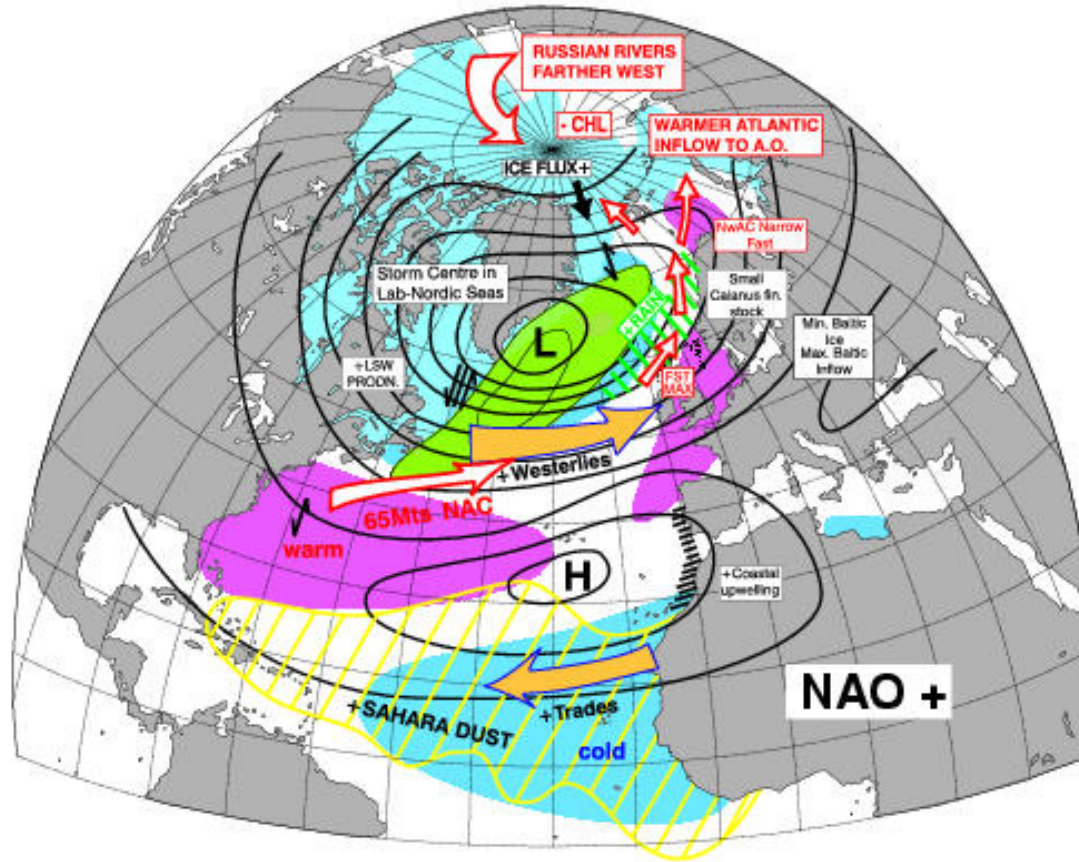 RUSSIAN RIVERS
FARTHER WEST
- CHL
WARMER ATLANTIC
INFLOW TO A.O.
ICE FLUX+
NwAC Narrow
Fast
Storm Centre in
Lab-Nordic Seas
Small
Calanus fin.
stock
+RAIN
Min. Baltic
Ice
Max. Baltic
Inflow
L
+LSW
PRODN.
FST
MAX
+Westerlies
65Mts NAC
warm
H
+Coastal
upwelling
NAO +
+SAHARA DUST
+Trades
cold